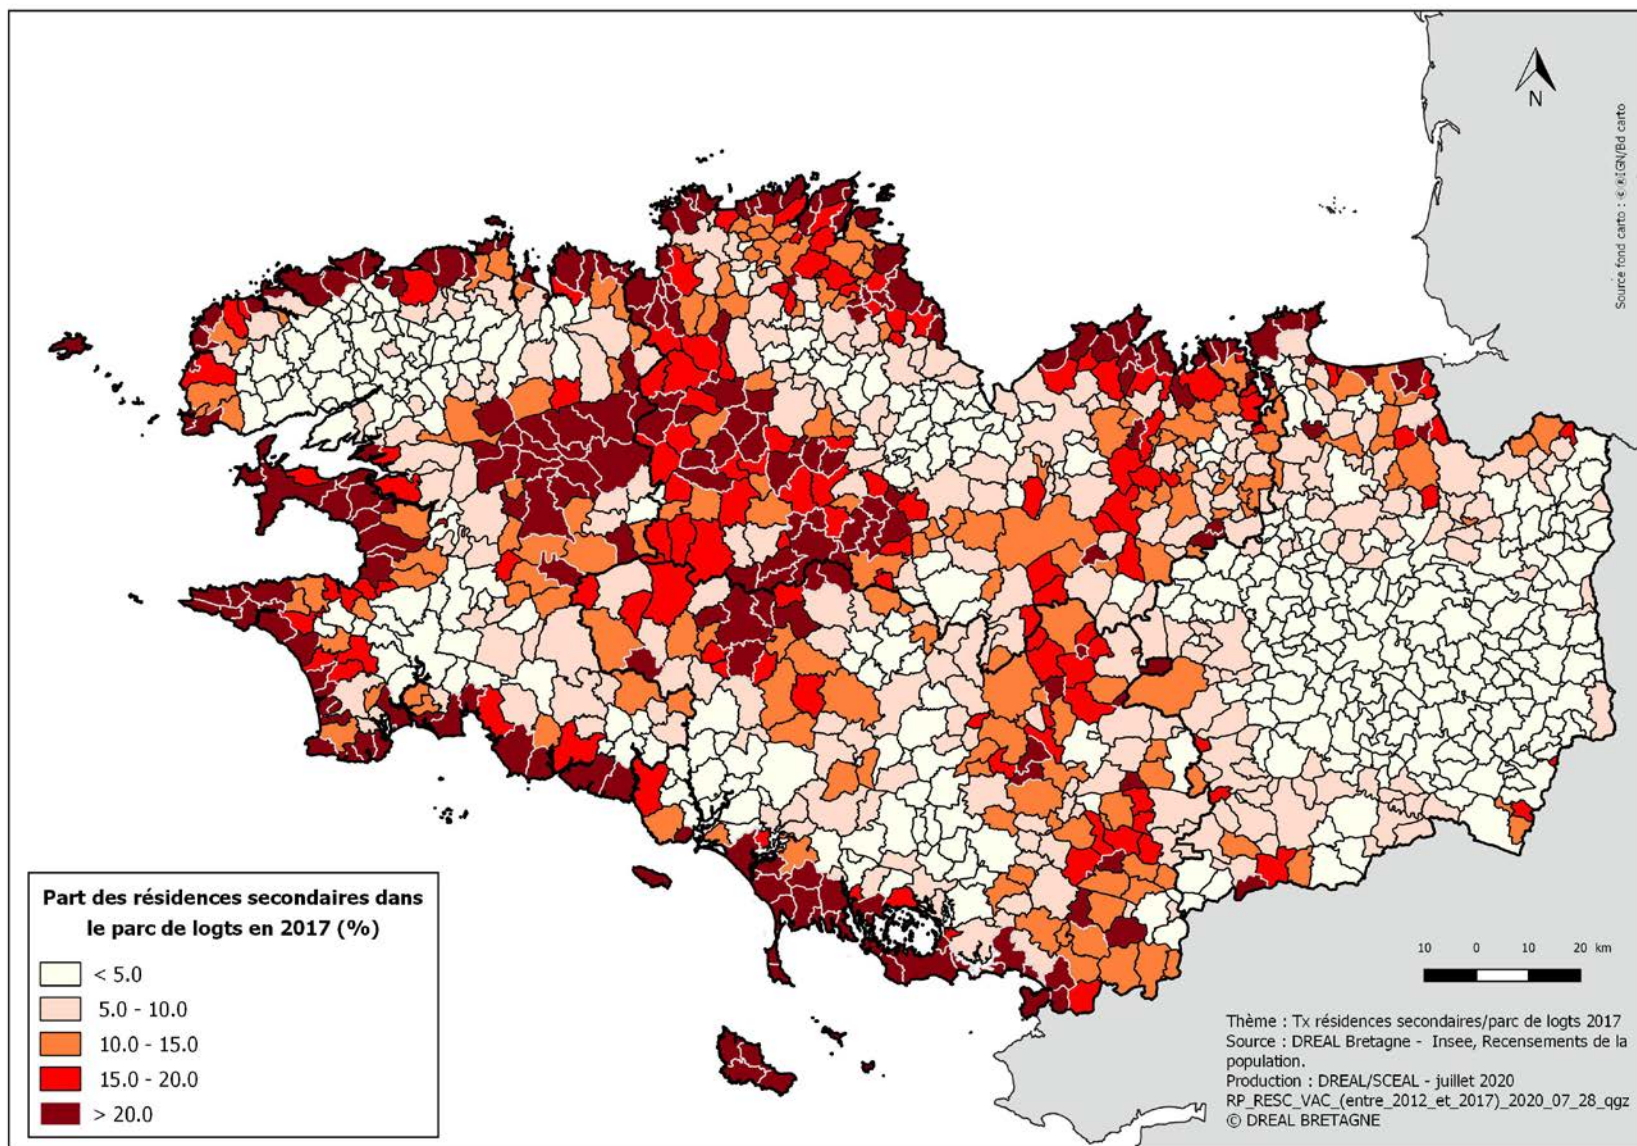 N
Source fond carto : ©®IGN/Bd carto
Part des résidences secondaires dans
le parc de logts en 2017 (%)
< 5.0
5.0 - 10.0
10.0 - 15.0
15.0 - 20.0
> 20.0
10 0 10 20 km
Thème : Tx résidences secondaires/parc de logts 2017
Source : DREAL Bretagne - Insee, Recensements de la
population.
Production : DREAL/SCEAL - juillet 2020
RP_RESC_VAC_(entre_2012_et_2017)_2020_07_28_qgz
© DREAL BRETAGNE